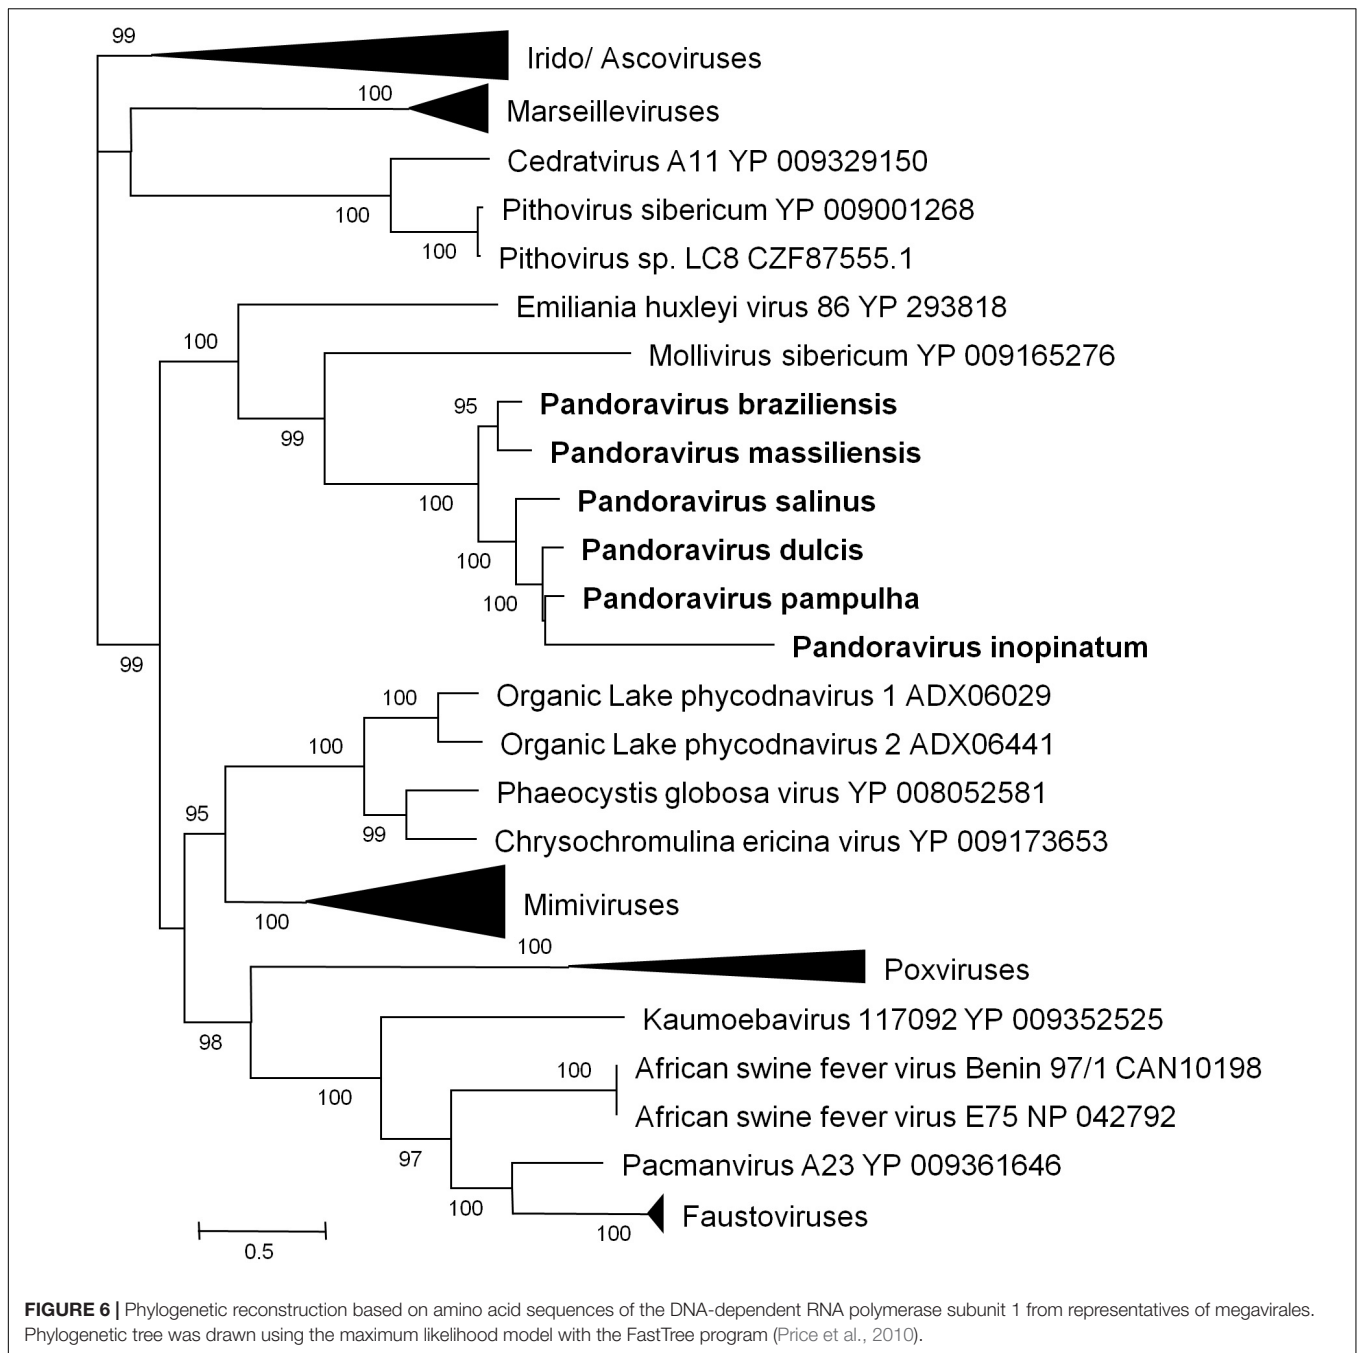 99
Irido/ Ascoviruses
100
Marseilleviruses
Cedratvirus A11 YP 009329150
Pithovirus sibericum YP 009001268
100
100
Pithovirus sp. LC8 CZF87555.1
Emiliania huxleyi virus 86 YP 293818
100
Mollivirus sibericum YP 009165276
95
Pandoravirus braziliensis
99
Pandoravirus massiliensis
100
Pandoravirus salinus
100
Pandoravirus dulcis
100
Pandoravirus pampulha
Pandoravirus inopinatum
99
100
Organic Lake phycodnavirus 1 ADX06029
100
Organic Lake phycodnavirus 2 ADX06441
Phaeocystis globosa virus YP 008052581
95
99
Chrysochromulina ericina virus YP 009173653
Mimiviruses
100
100
Poxviruses
Kaumoebavirus 117092 YP 009352525
98
100
African swine fever virus Benin 97/1 CAN10198
100
African swine fever virus E75 NP 042792
97
Pacmanvirus A23 YP 009361646
100
Faustoviruses
100
0.5
FIGURE 6 | Phylogenetic reconstruction based on amino acid sequences of the DNA-dependent RNA polymerase subunit 1 from representatives of megavirales.
Phylogenetic tree was drawn using the maximum likelihood model with the FastTree program (Price et al., 2010).